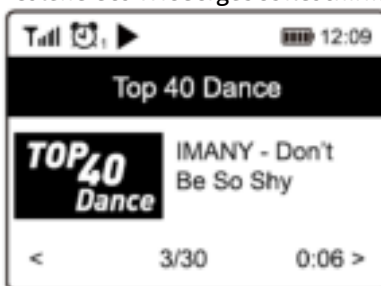 12:09
Top 40 Dance
TOP 40 Dance
IMANY - Don't
Be So Shy
< 3/30 0:06 >